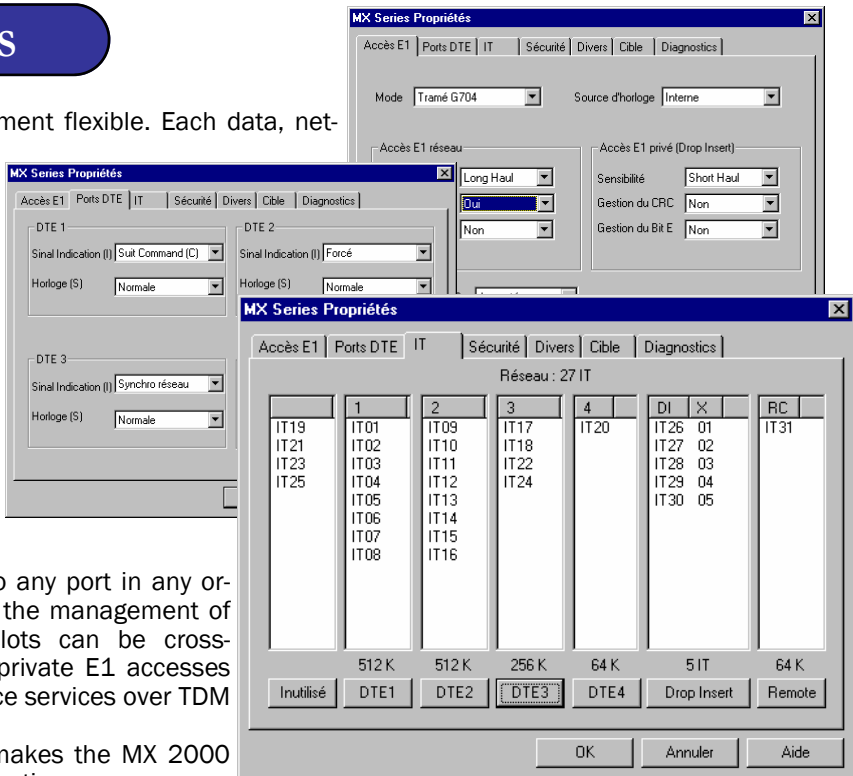 s
ment flexible. Each data, net-
MX Series Propriétés
Accès E1 Ports DTE IT Sécurité Divers Cible Diagnostics
Mode Tramé G704 Source d'horloge Interne
Accès E1 réseau Accès E1 privé (Drop Insert)
Long Haul Sensibilité Short Haul
Oui Gestion du CRC Non
Non Gestion du Bit E Non
MX Series Propriétés
Accès E1 Ports DTE IT Sécurité Divers Cible Diagnostics
DTE 1 DTE 2
Sinal Indication (I) Suit Command (C) Sinal Indication (I) Forcé
Horloge (S) Normale Horloge (S) Normale
DTE 3
Sinal Indication (I) Synchro réseau
Horloge (S) Normale
MX Series Propriétés
Accès E1 Ports DTE IT Sécurité Divers Cible Diagnostics
Réseau : 27 IT
1 2 3 4 DI X RC
IT19 IT01 IT09 IT17 IT20 IT26 01 IT31
IT21 IT02 IT10 IT18 IT27 02
IT23 IT03 IT11 IT22 IT28 03
IT25 IT04 IT12 IT24 IT29 04
IT05 IT13 IT30 05
IT06 IT14
IT07 IT15
IT08 IT16
512 K 512 K 256 K 64 K 5 IT 64 K
Inutilisé DTE1 DTE2 DTE3 DTE4 Drop Insert Remote
OK Annuler Aide
o any port in any or-
the management of
lots can be cross-
private E1 accesses
ce services over TDM
makes the MX 2000